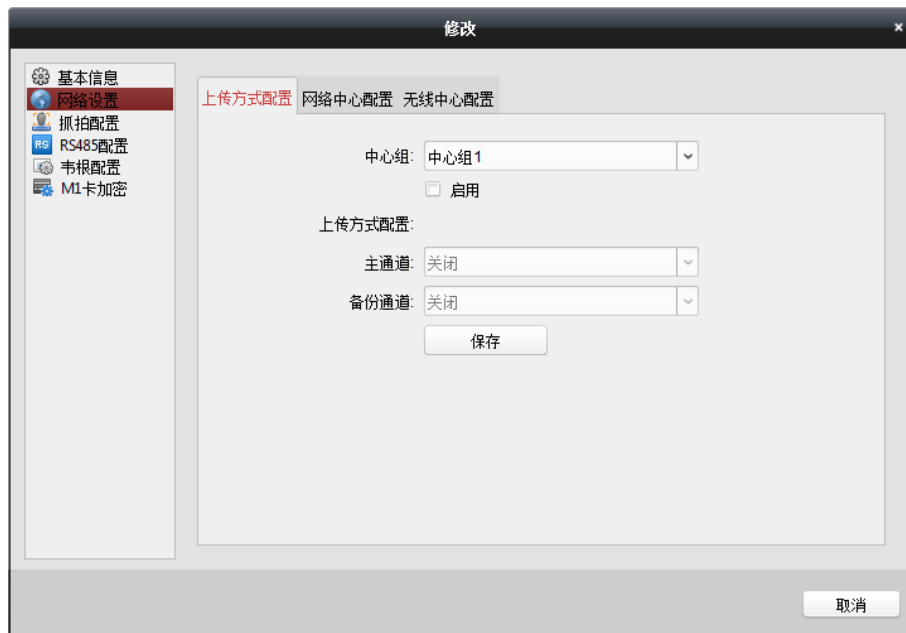 修改
基本信息
网络设置
抓拍配置
RS RS485配置
韦根配置
M1卡加密
上传方式配置 网络中心配置 无线中心配置
中心组: 中心组1
启用
上传方式配置:
主通道: 关闭
备份通道: 关闭
保存
取消